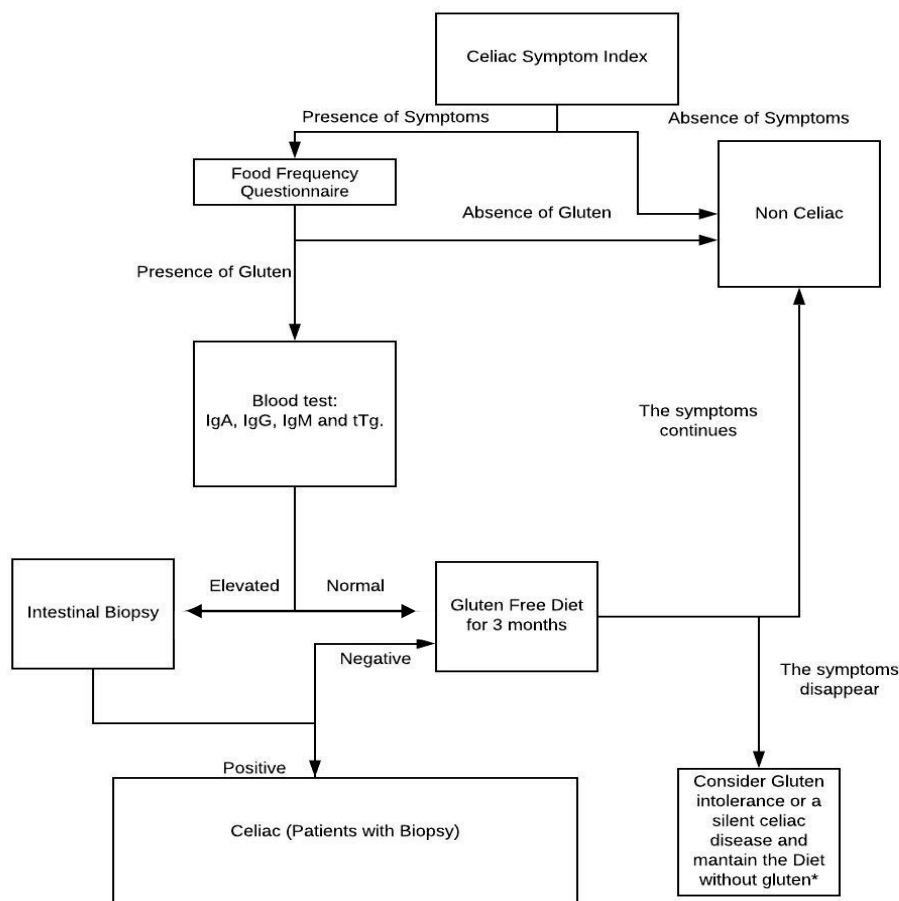 Celiac Symptom Index
Presence of Symptoms
Absence of Symptoms
Food Frequency
Questionnaire
Absence of Gluten
Non Celiac
Presence of Gluten
Blood test:
IgA, IgG, IgM and tTg.
The symptoms
continues
Elevated
Normal
Intestinal Biopsy
Gluten Free Diet
for 3 months
Negative
The symptoms
disappear
Positive
Celiac (Patients with Biopsy)
Consider Gluten
intolerance or a
silent celiac
disease and
mantain the Diet
without gluten*